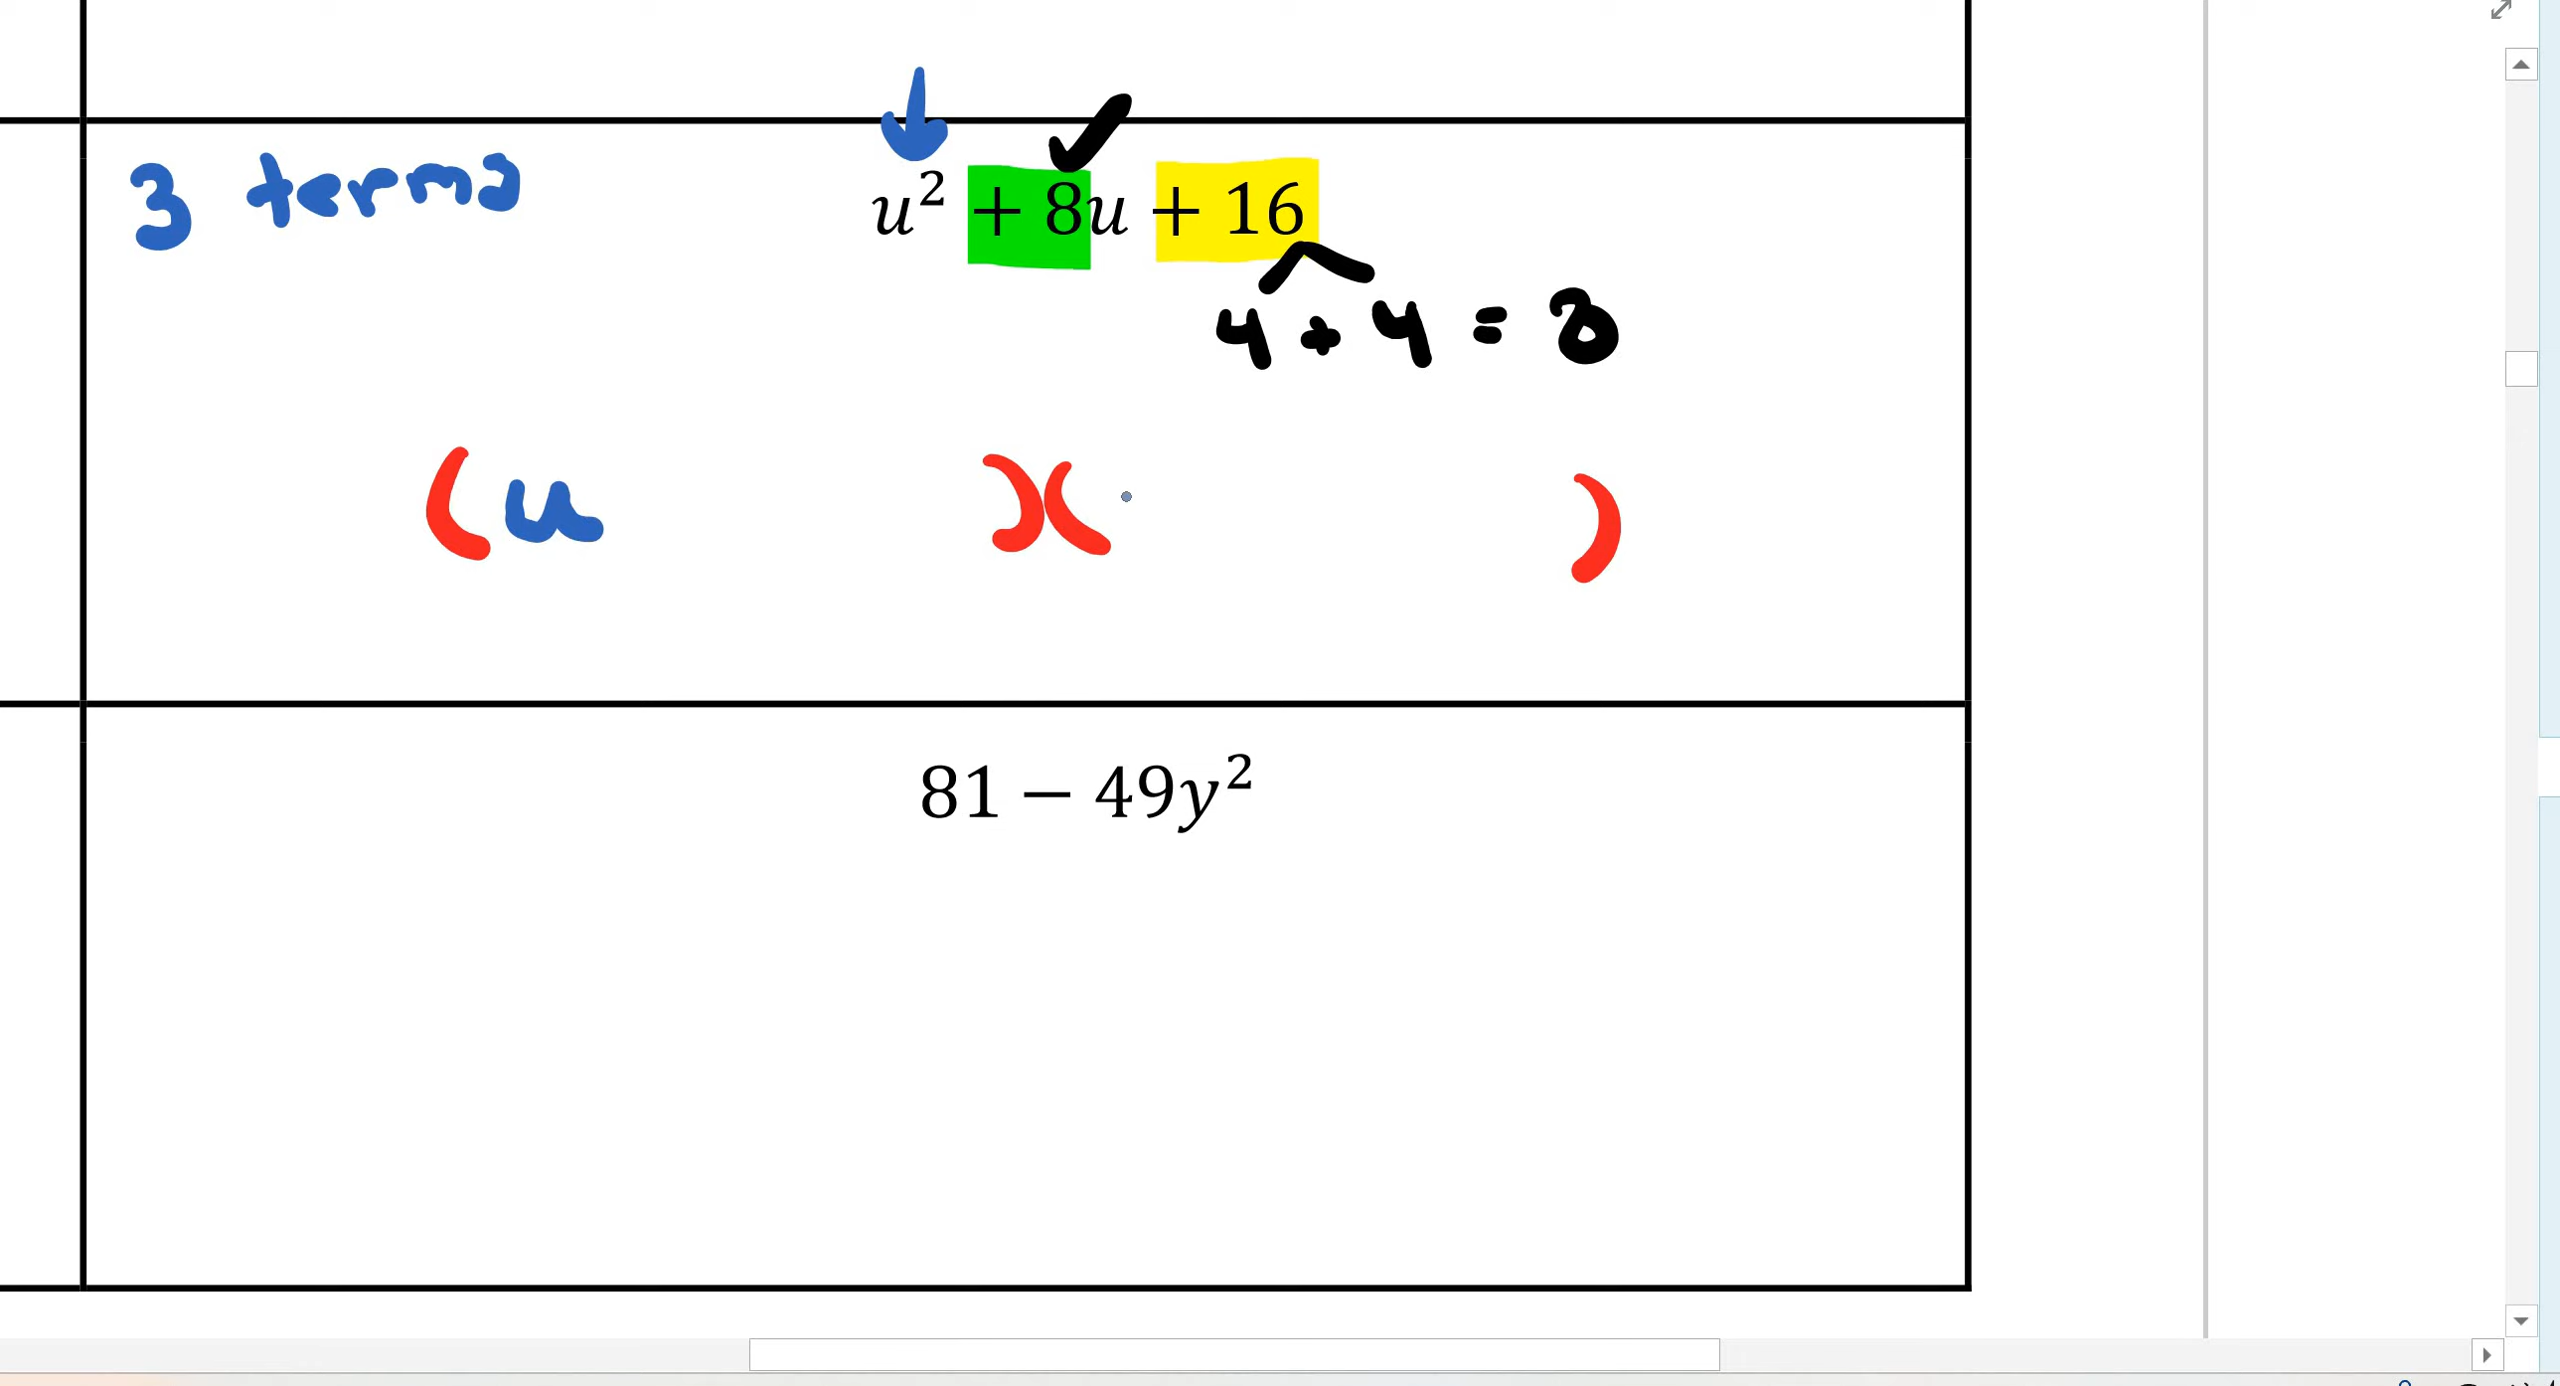 3 terms
u² + 8u + 16
4 + 4 = 8
(u )( )
81 − 49y²